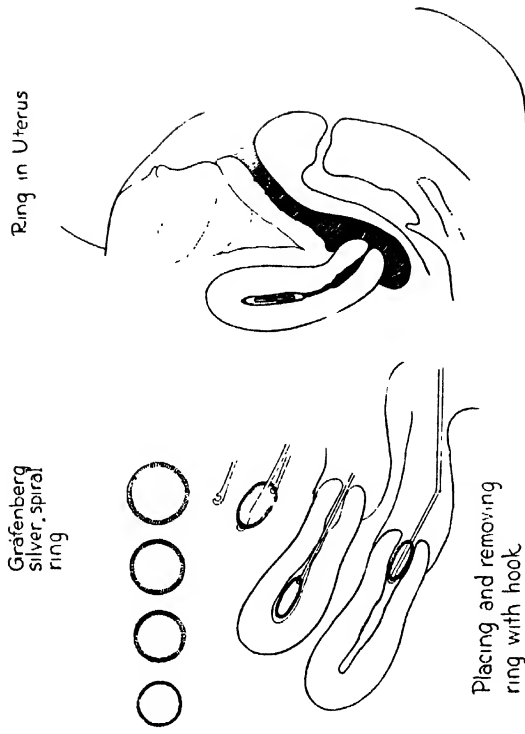 Gräfenberg
silver, spiral
ring
Ring in Uterus
Placing and removing
ring with hook